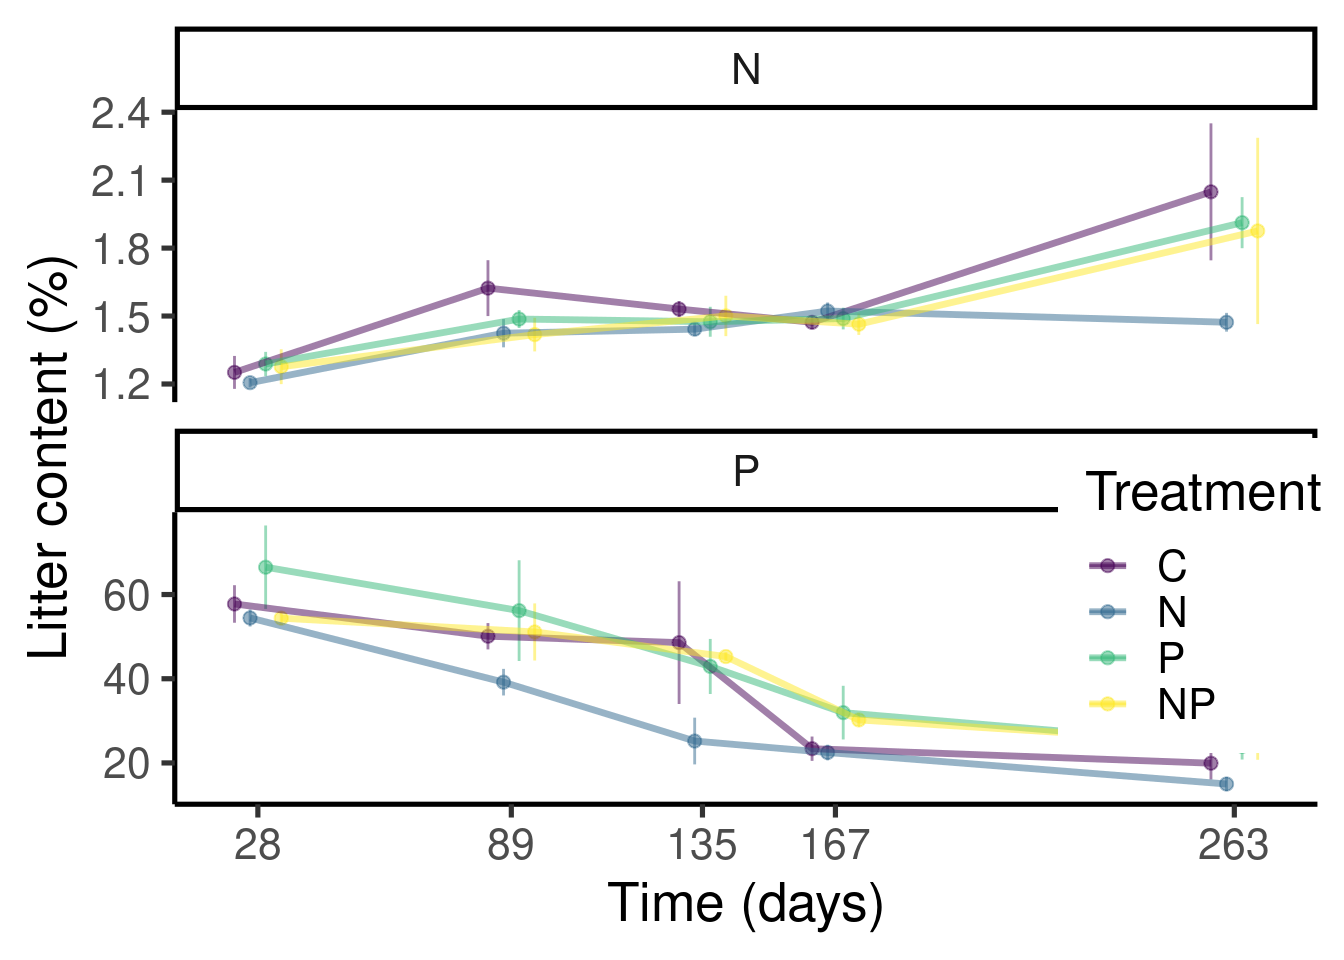 N
2.4
2.1
1.8
1.5
1.2
Litter content (%)
P
60
40
20
Treatment
C
N
P
NP
28 89 135 167 263
Time (days)